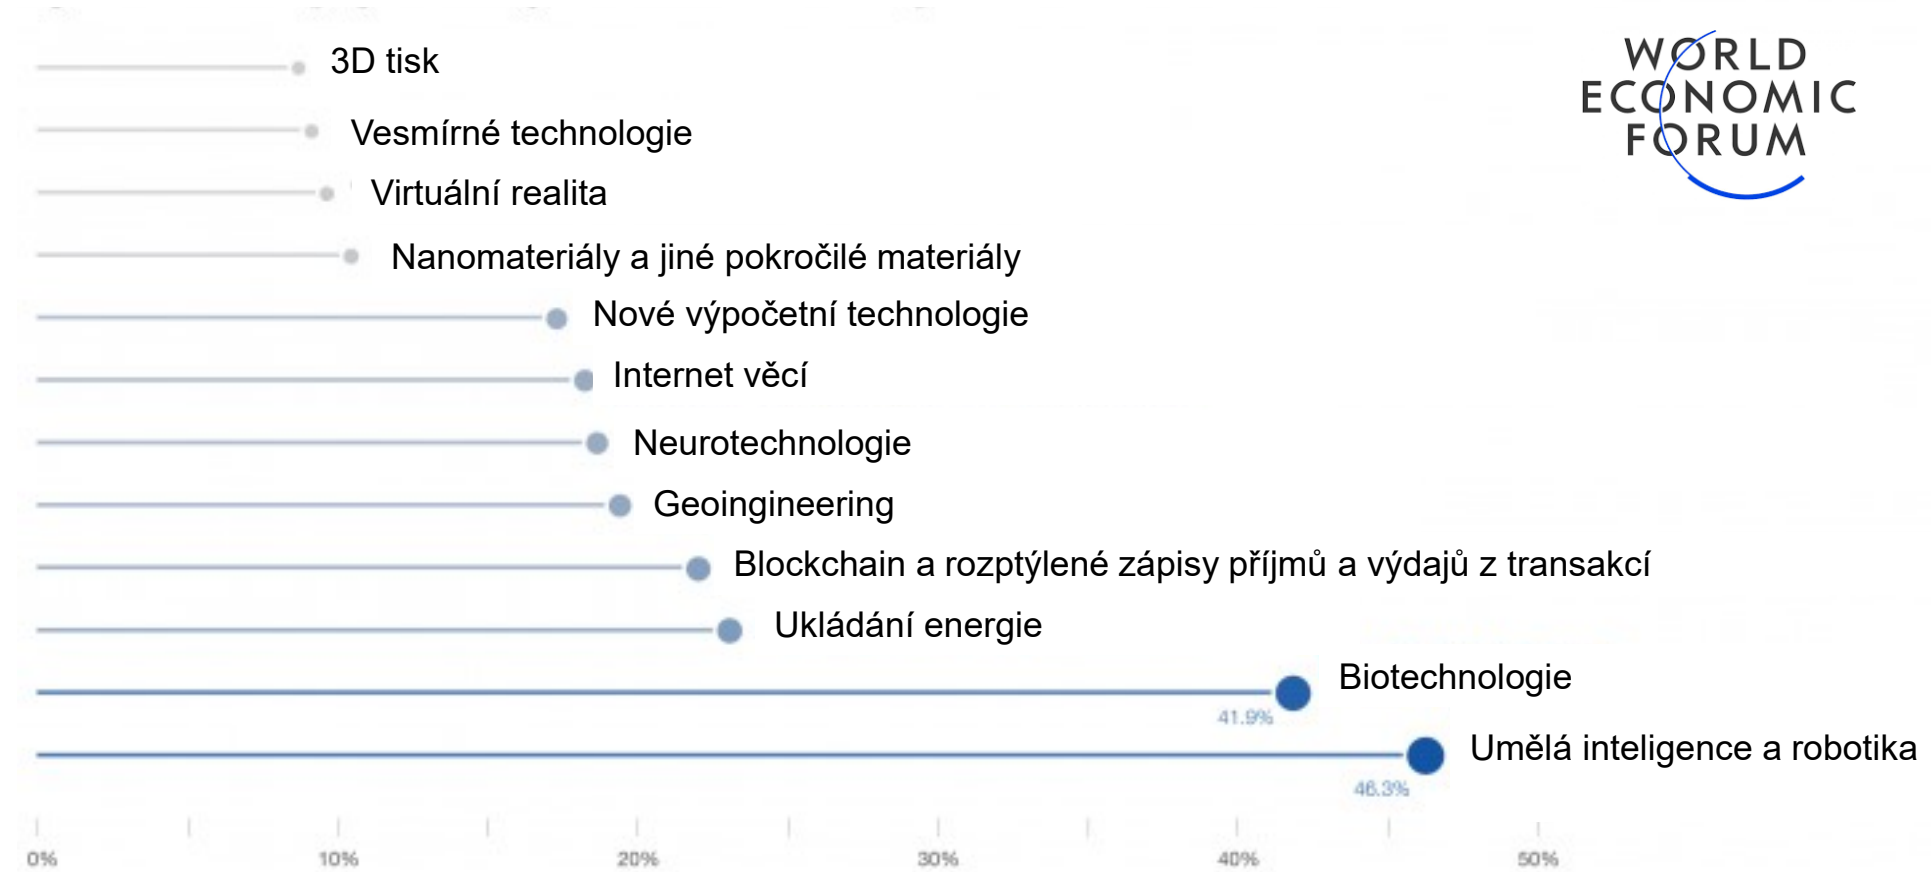 WORLD
ECONOMIC
FORUM
3D tisk
Vesmírné technologie
Virtuální realita
Nanomateriály a jiné pokročilé materiály
Nové výpočetní technologie
Internet věcí
Neurotechnologie
Geoingineering
Blockchain a rozptýlené zápisy příjmů a výdajů z transakcí
Ukládání energie
Biotechnologie
41.9%
Umělá inteligence a robotika
46.3%
0% 10% 20% 30% 40% 50%